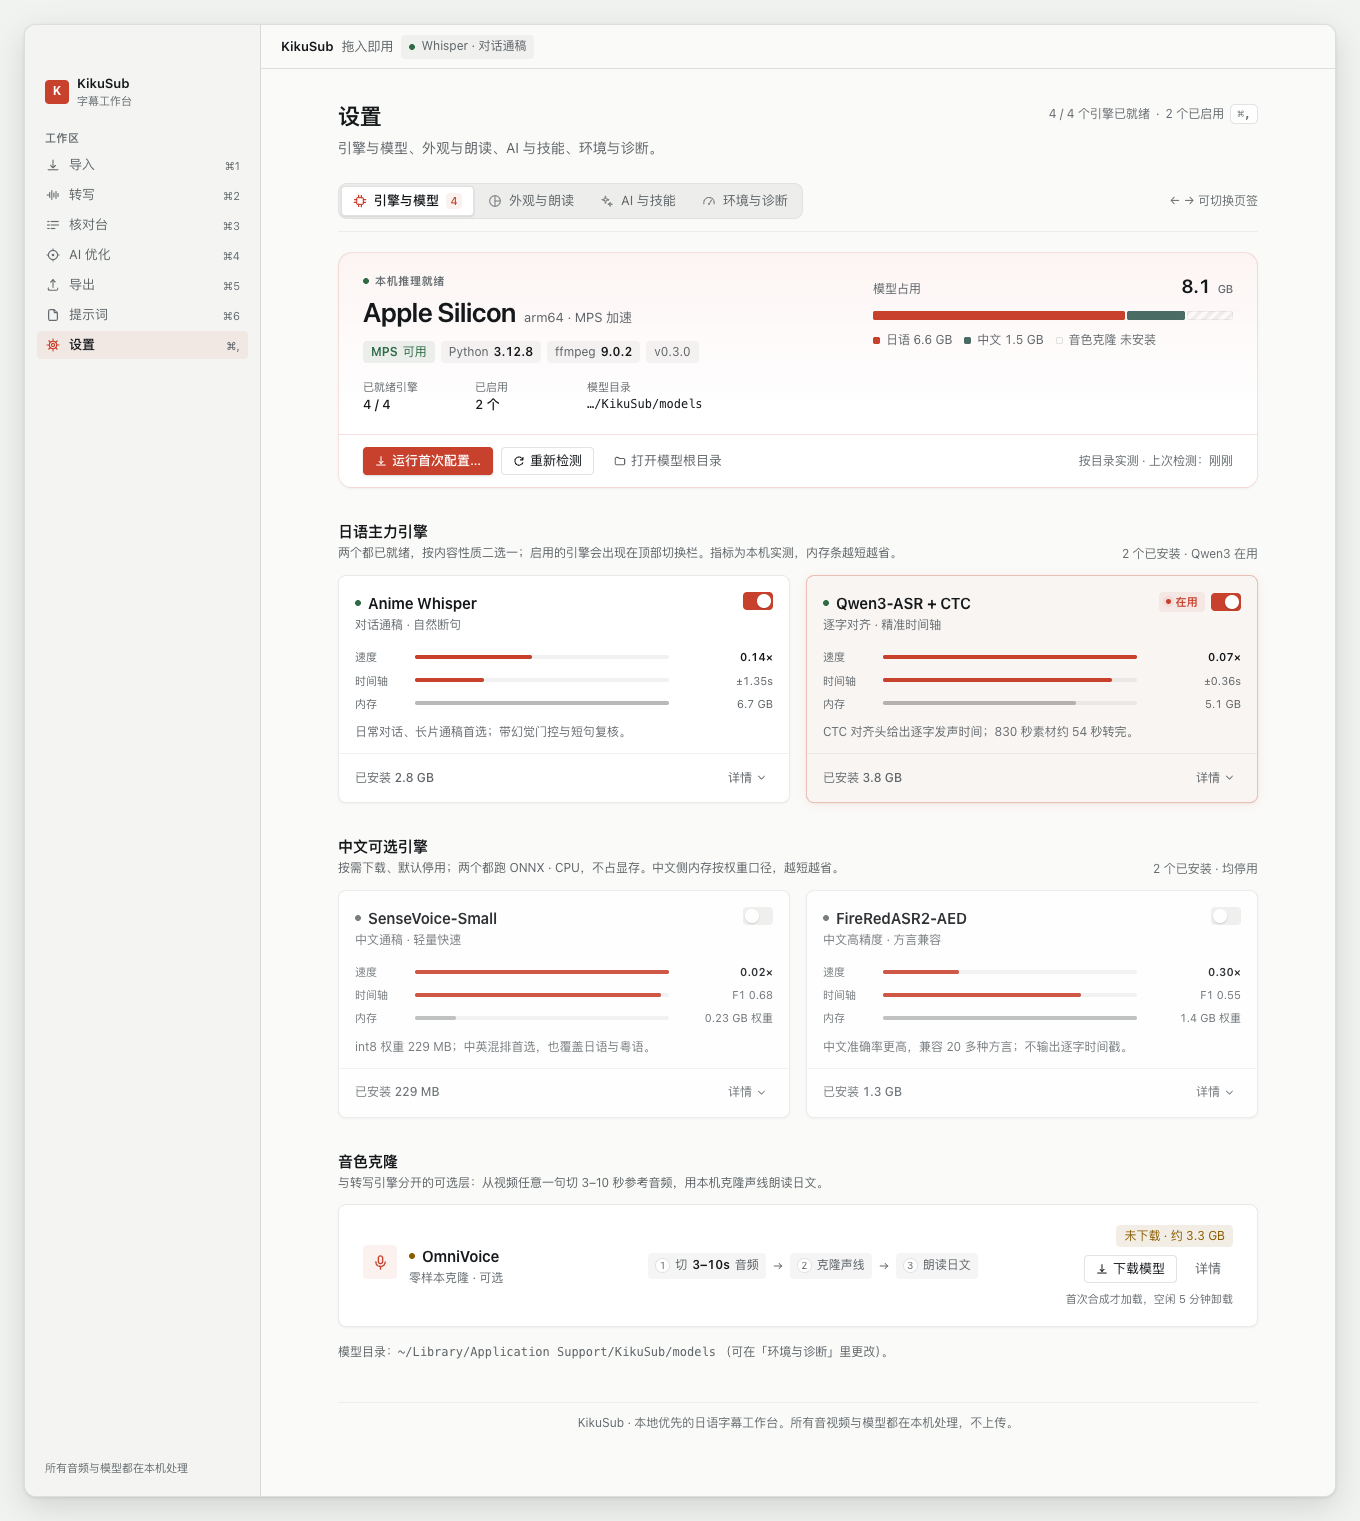 KikuSub 拖入即用 Whisper · 对话通稿
K KikuSub
字幕工作台
工作区
导入 ⌘1
转写 ⌘2
核对台 ⌘3
AI 优化 ⌘4
导出 ⌘5
提示词 ⌘6
设置 ⌘,
所有音频与模型都在本机处理
设置
4 / 4 个引擎已就绪 · 2 个已启用 ⌘,
引擎与模型、外观与朗读、AI 与技能、环境与诊断。
引擎与模型 4 外观与朗读 AI 与技能 环境与诊断
← → 可切换页签
本机推理就绪
Apple Silicon arm64 · MPS 加速
MPS 可用 Python 3.12.8 ffmpeg 9.0.2 v0.3.0
已就绪引擎 已启用 模型目录
4 / 4 2 个 …/KikuSub/models
模型占用 8.1 GB
日语 6.6 GB 中文 1.5 GB 音色克隆 未安装
运行首次配置… 重新检测 打开模型根目录
按目录实测 · 上次检测：刚刚
日语主力引擎
两个都已就绪，按内容性质二选一；启用的引擎会出现在顶部切换栏。指标为本机实测，内存条越短越省。
2 个已安装 · Qwen3 在用
Anime Whisper
对话通稿 · 自然断句
速度 0.14×
时间轴 ±1.35s
内存 6.7 GB
日常对话、长片通稿首选；带幻觉门控与短句复核。
已安装 2.8 GB 详情
Qwen3-ASR + CTC 在用
逐字对齐 · 精准时间轴
速度 0.07×
时间轴 ±0.36s
内存 5.1 GB
CTC 对齐头给出逐字发声时间；830 秒素材约 54 秒转完。
已安装 3.8 GB 详情
中文可选引擎
按需下载、默认停用；两个都跑 ONNX · CPU，不占显存。中文侧内存按权重口径，越短越省。
2 个已安装 · 均停用
SenseVoice-Small
中文通稿 · 轻量快速
速度 0.02×
时间轴 F1 0.68
内存 0.23 GB 权重
int8 权重 229 MB；中英混排首选，也覆盖日语与粤语。
已安装 229 MB 详情
FireRedASR2-AED
中文高精度 · 方言兼容
速度 0.30×
时间轴 F1 0.55
内存 1.4 GB 权重
中文准确率更高，兼容 20 多种方言；不输出逐字时间戳。
已安装 1.3 GB 详情
音色克隆
与转写引擎分开的可选层：从视频任意一句切 3–10 秒参考音频，用本机克隆声线朗读日文。
OmniVoice
零样本克隆 · 可选
1 切 3–10s 音频 → 2 克隆声线 → 3 朗读日文
未下载 · 约 3.3 GB
下载模型 详情
首次合成才加载，空闲 5 分钟卸载
模型目录：~/Library/Application Support/KikuSub/models （可在「环境与诊断」里更改）。
KikuSub · 本地优先的日语字幕工作台。所有音视频与模型都在本机处理，不上传。